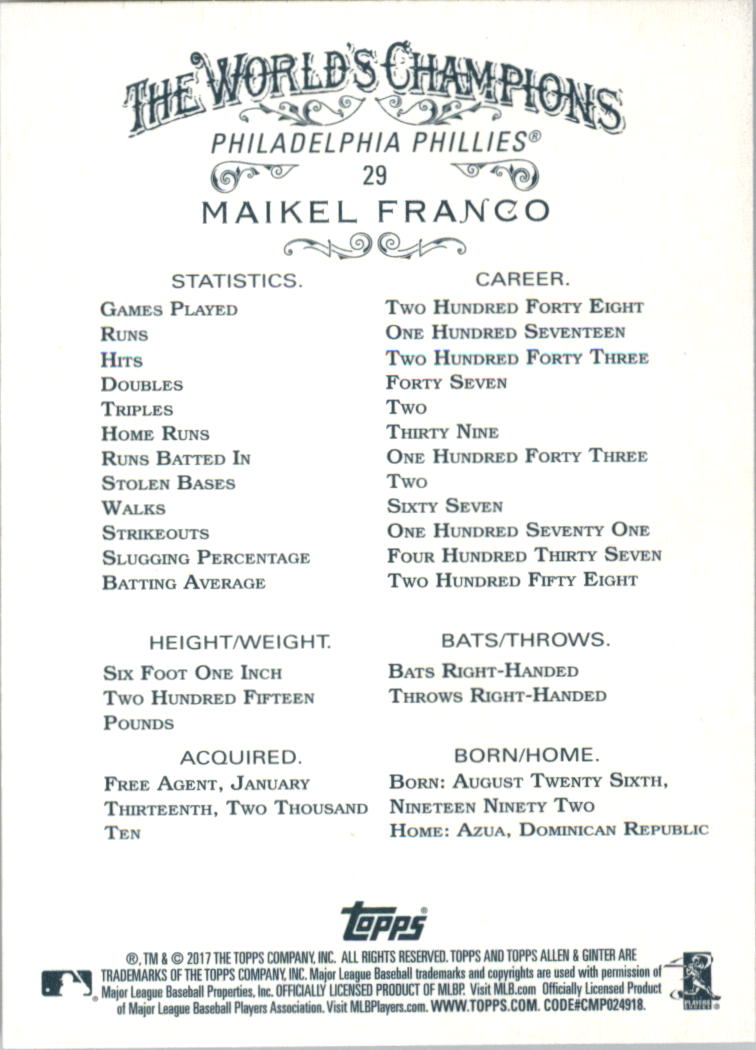 THE WORLD'S CHAMPIONS
PHILADELPHIA PHILLIES®
29
MAIKEL FRANCO
STATISTICS. CAREER.
GAMES PLAYED TWO HUNDRED FORTY EIGHT
RUNS ONE HUNDRED SEVENTEEN
HITS TWO HUNDRED FORTY THREE
DOUBLES FORTY SEVEN
TRIPLES TWO
HOME RUNS THIRTY NINE
RUNS BATTED IN ONE HUNDRED FORTY THREE
STOLEN BASES TWO
WALKS SIXTY SEVEN
STRIKEOUTS ONE HUNDRED SEVENTY ONE
SLUGGING PERCENTAGE FOUR HUNDRED THIRTY SEVEN
BATTING AVERAGE TWO HUNDRED FIFTY EIGHT
HEIGHT/WEIGHT.
SIX FOOT ONE INCH
TWO HUNDRED FIFTEEN
POUNDS
BATS/THROWS.
BATS RIGHT-HANDED
THROWS RIGHT-HANDED
ACQUIRED.
FREE AGENT, JANUARY
THIRTEENTH, TWO THOUSAND
TEN
BORN/HOME.
BORN: AUGUST TWENTY SIXTH,
NINETEEN NINETY TWO
HOME: AZUA, DOMINICAN REPUBLIC
topps®
®, TM & © 2017 THE TOPPS COMPANY, INC. ALL RIGHTS RESERVED. TOPPS AND TOPPS ALLEN & GINTER ARE
TRADEMARKS OF THE TOPPS COMPANY, INC. Major League Baseball trademarks and copyrights are used with permission of
Major League Baseball Properties, Inc. OFFICIALLY LICENSED PRODUCT OF MLBP. Visit MLB.com Officially Licensed Product
of Major League Baseball Players Association. Visit MLBPlayers.com. WWW.TOPPS.COM. CODE#CMP024918.